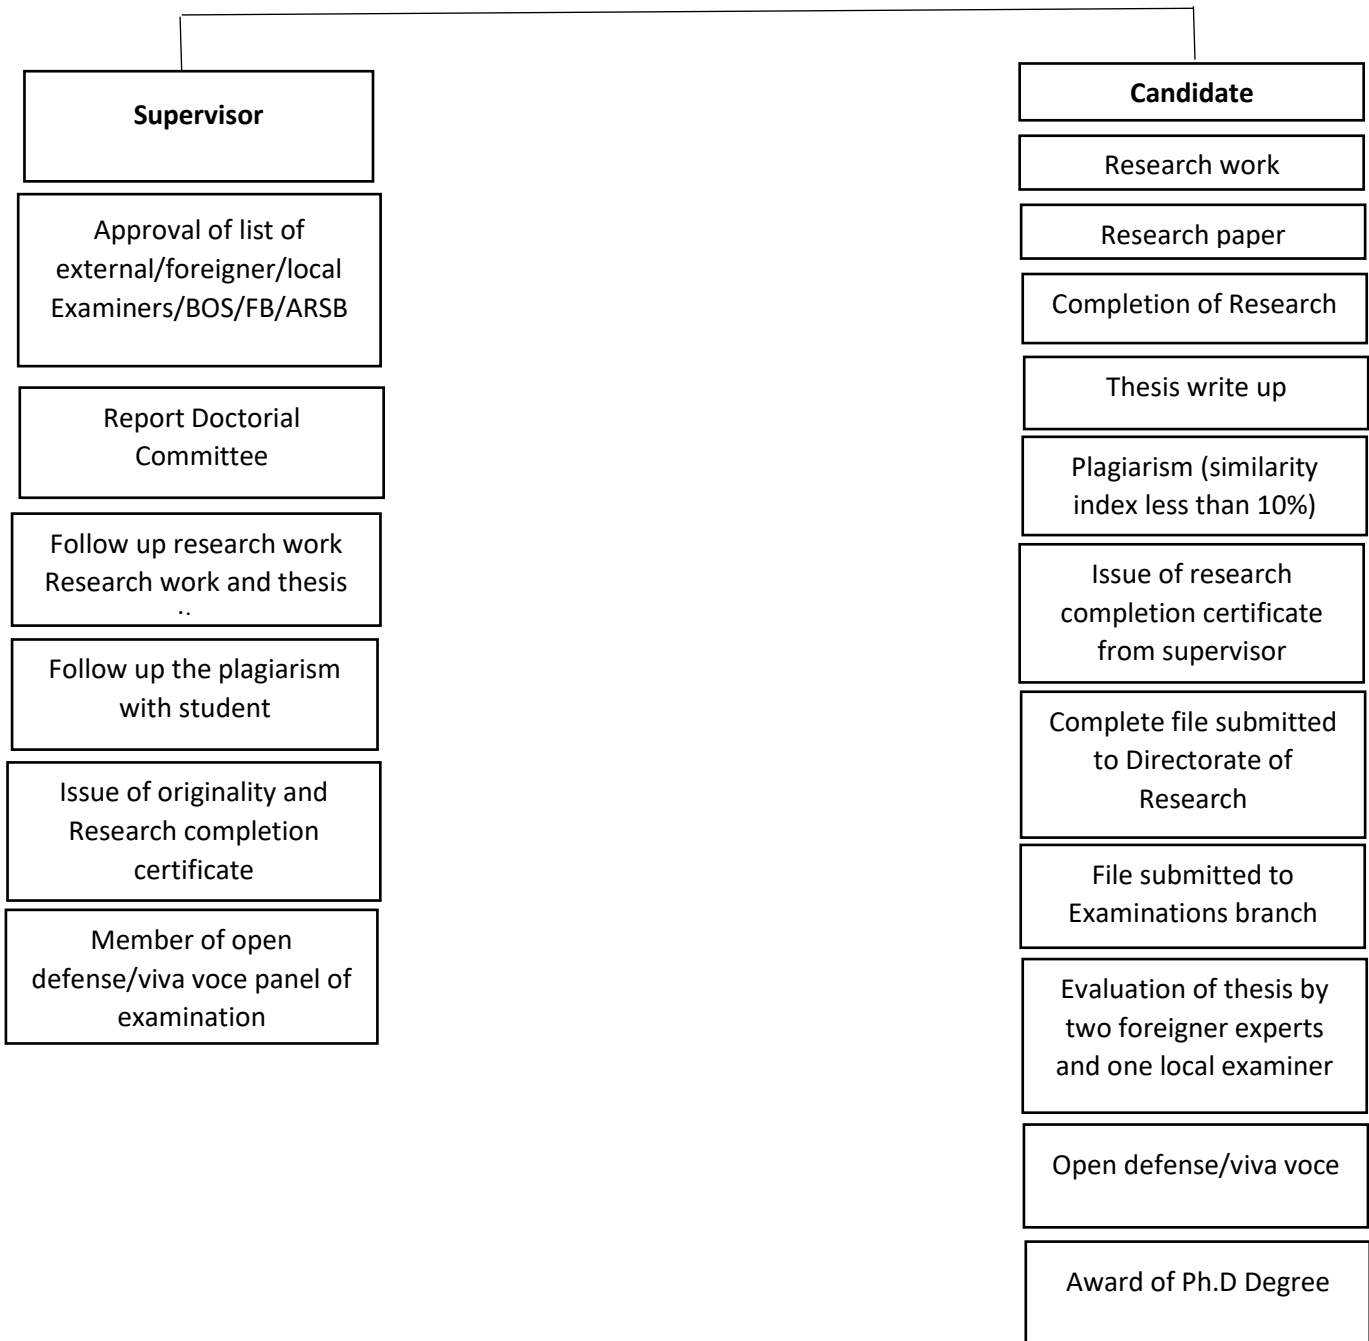 Supervisor
Approval of list of
external/foreigner/local
Examiners/BOS/FB/ARSB
Report Doctorial
Committee
Follow up research work
Research work and thesis
Follow up the plagiarism
with student
Issue of originality and
Research completion
certificate
Member of open
defense/viva voce panel of
examination
Candidate
Research work
Research paper
Completion of Research
Thesis write up
Plagiarism (similarity
index less than 10%)
Issue of research
completion certificate
from supervisor
Complete file submitted
to Directorate of
Research
File submitted to
Examinations branch
Evaluation of thesis by
two foreigner experts
and one local examiner
Open defense/viva voce
Award of Ph.D Degree